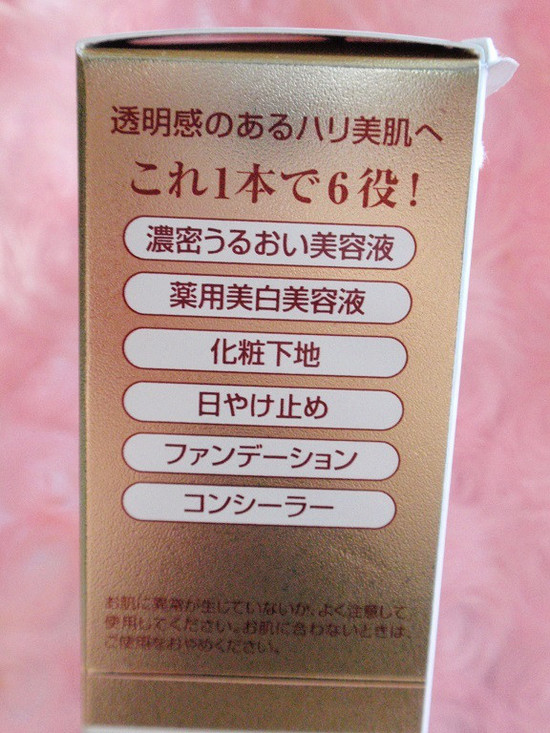 透明感のあるハリ美肌へ
これ1本で6役!
濃密うるおい美容液
薬用美白美容液
化粧下地
日やけ止め
ファンデーション
コンシーラー
お肌に異常が生じていないか、よく注意して
使用してください。お肌に合わないときは、
ご使用をおやめください。